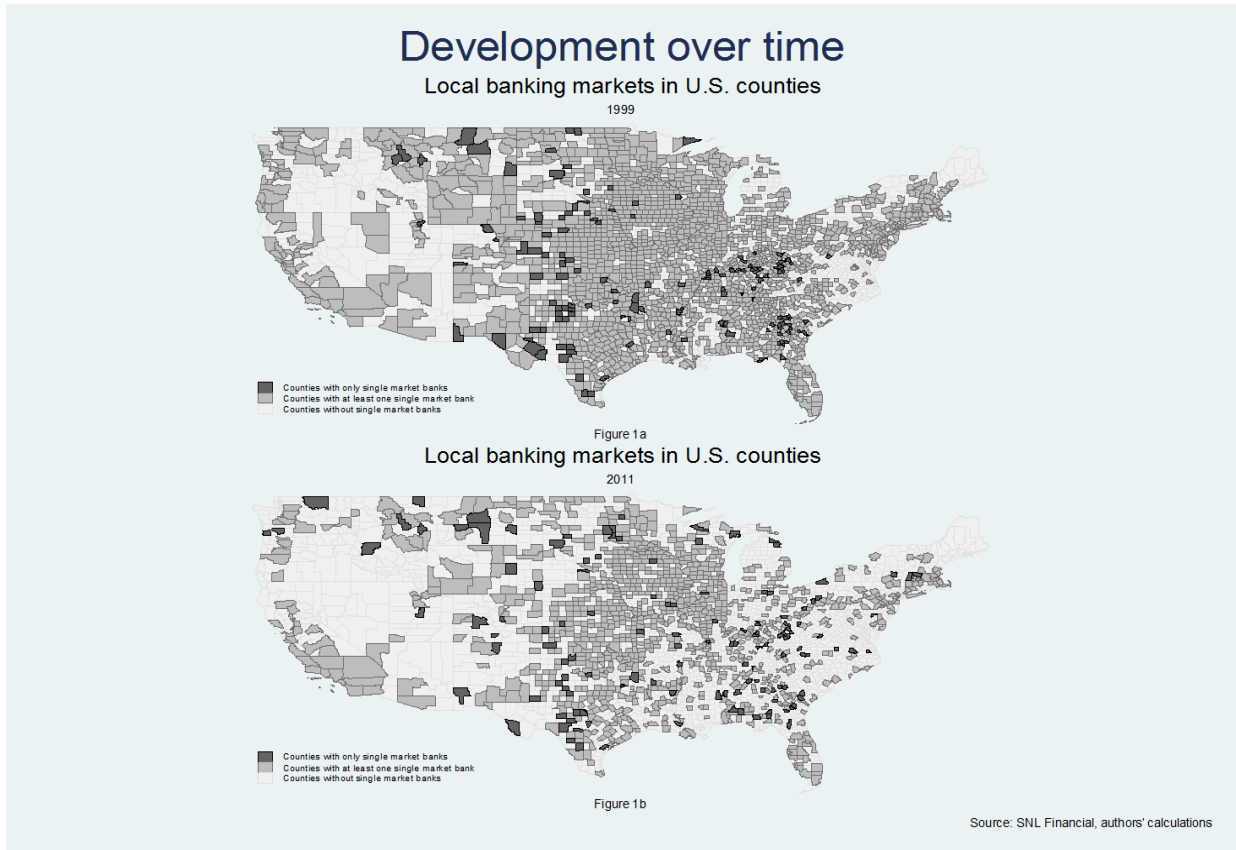 Development over time
Local banking markets in U.S. counties
1999
Counties with only single market banks
Counties with at least one single market bank
Counties without single market banks
Figure 1a
Local banking markets in U.S. counties
2011
Counties with only single market banks
Counties with at least one single market bank
Counties without single market banks
Figure 1b
Source: SNL Financial, authors' calculations